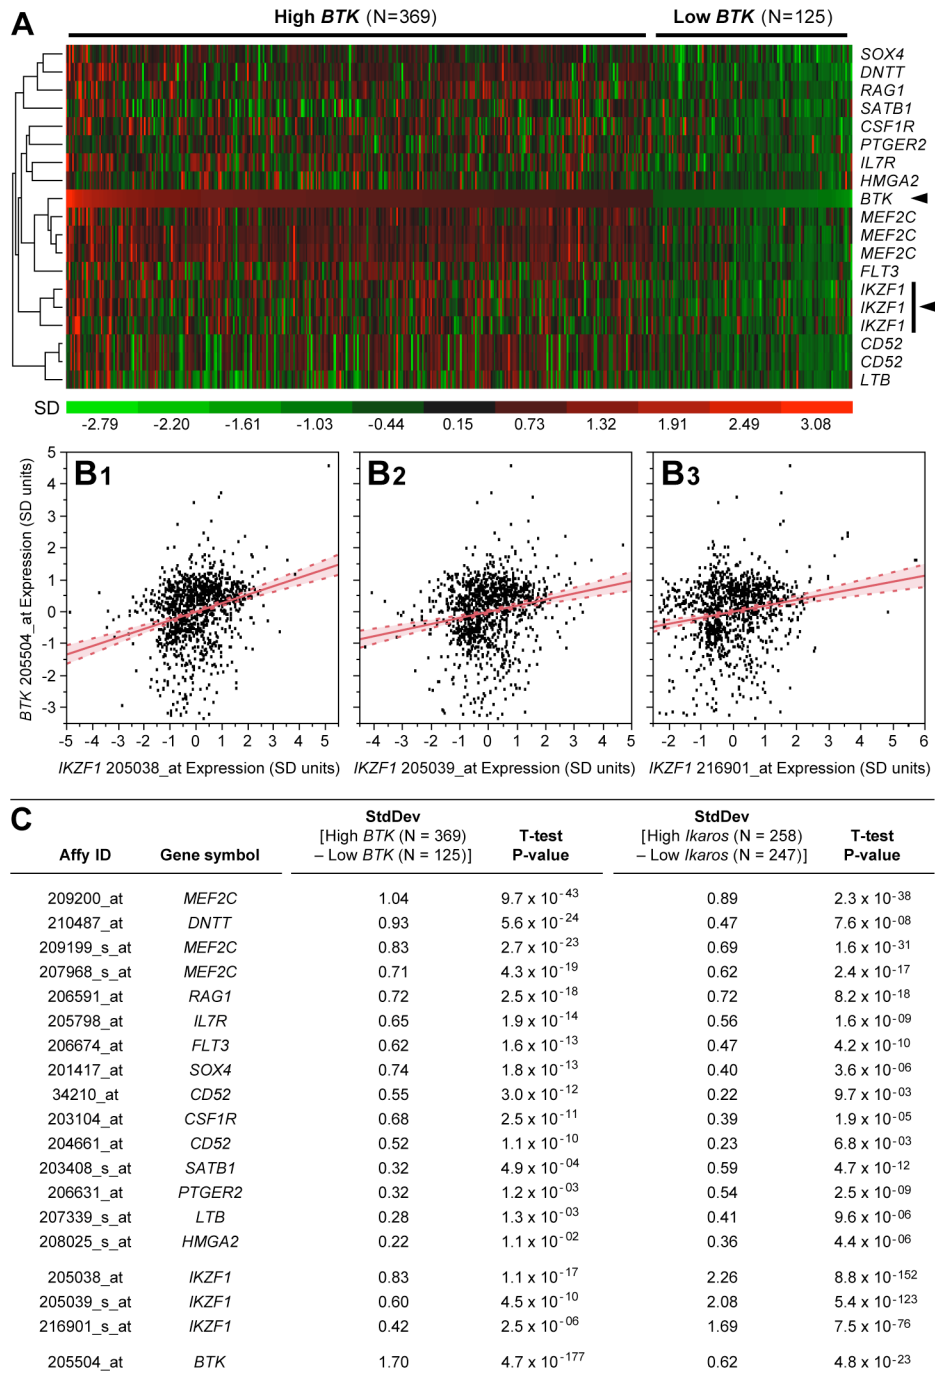 A
High BTK (N=369)
Low BTK (N=125)
SOX4
DNTT
RAG1
SATB1
CSF1R
PTGER2
IL7R
HMGA2
BTK
MEF2C
MEF2C
MEF2C
FLT3
IKZF1
IKZF1
IKZF1
CD52
CD52
LTB
SD
-2.79 -2.20 -1.61 -1.03 -0.44 0.15 0.73 1.32 1.91 2.49 3.08
B1
B2
B3
BTK 205504_at Expression (SD units)
5
4
3
2
1
0
-1
-2
-3
-5 -4 -3 -2 -1 0 1 2 3 4 5
-4 -3 -2 -1 0 1 2 3 4 5
-2 -1 0 1 2 3 4 5 6
IKZF1 205038_at Expression (SD units)
IKZF1 205039_at Expression (SD units)
IKZF1 216901_at Expression (SD units)
C
StdDev StdDev
[High BTK (N = 369) T-test [High Ikaros (N = 258) T-test
Affy ID Gene symbol – Low BTK (N = 125)] P-value – Low Ikaros (N = 247)] P-value
209200_at MEF2C 1.04 9.7 x 10^-43 0.89 2.3 x 10^-38
210487_at DNTT 0.93 5.6 x 10^-24 0.47 7.6 x 10^-08
209199_s_at MEF2C 0.83 2.7 x 10^-23 0.69 1.6 x 10^-31
207968_s_at MEF2C 0.71 4.3 x 10^-19 0.62 2.4 x 10^-17
206591_at RAG1 0.72 2.5 x 10^-18 0.72 8.2 x 10^-18
205798_at IL7R 0.65 1.9 x 10^-14 0.56 1.6 x 10^-09
206674_at FLT3 0.62 1.6 x 10^-13 0.47 4.2 x 10^-10
201417_at SOX4 0.74 1.8 x 10^-13 0.40 3.6 x 10^-06
34210_at CD52 0.55 3.0 x 10^-12 0.22 9.7 x 10^-03
203104_at CSF1R 0.68 2.5 x 10^-11 0.39 1.9 x 10^-05
204661_at CD52 0.52 1.1 x 10^-10 0.23 6.8 x 10^-03
203408_s_at SATB1 0.32 4.9 x 10^-04 0.59 4.7 x 10^-12
206631_at PTGER2 0.32 1.2 x 10^-03 0.54 2.5 x 10^-09
207339_s_at LTB 0.28 1.3 x 10^-03 0.41 9.6 x 10^-06
208025_s_at HMGA2 0.22 1.1 x 10^-02 0.36 4.4 x 10^-06
205038_at IKZF1 0.83 1.1 x 10^-17 2.26 8.8 x 10^-152
205039_s_at IKZF1 0.60 4.5 x 10^-10 2.08 5.4 x 10^-123
216901_s_at IKZF1 0.42 2.5 x 10^-06 1.69 7.5 x 10^-76
205504_at BTK 1.70 4.7 x 10^-177 0.62 4.8 x 10^-23